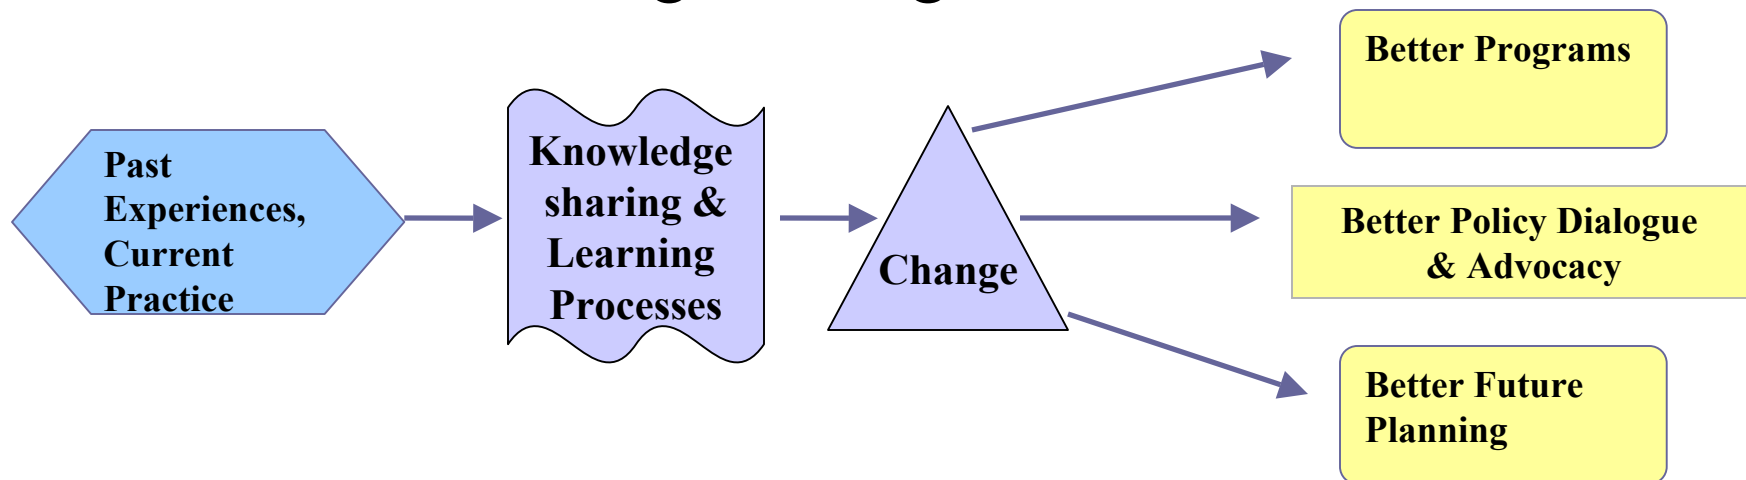 Past
Experiences,
Current
Practice
Knowledge
sharing &
Learning
Processes
Change
Better Programs
Better Policy Dialogue
& Advocacy
Better Future
Planning